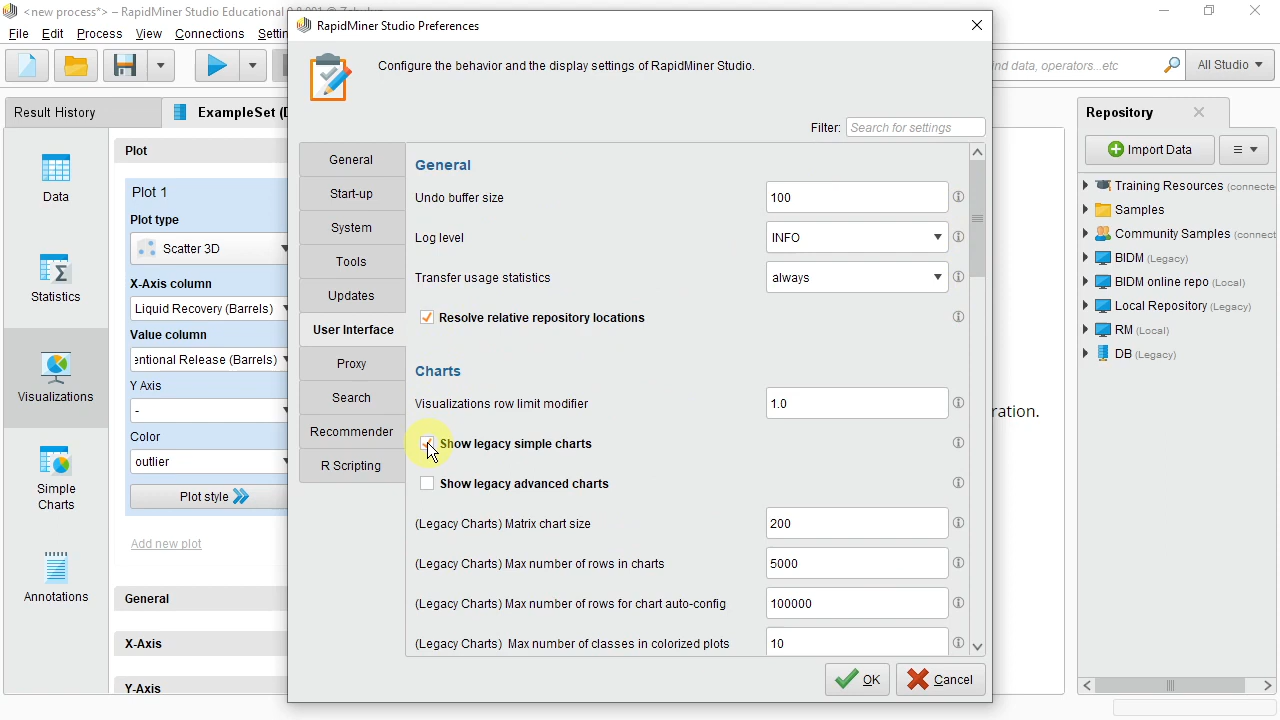 <new process*> – RapidMiner Studio Educational
File Edit Process View Connections Settin
ind data, operators...etc
All Studio
Result History
ExampleSet (D
Data
Statistics
Visualizations
Simple
Charts
Annotations
Plot
Plot 1
Plot type
Scatter 3D
X-Axis column
Liquid Recovery (Barrels)
Value column
entional Release (Barrels)
Y Axis
-
Color
outlier
Plot style
Add new plot
General
X-Axis
Y-Axis
RapidMiner Studio Preferences
Configure the behavior and the display settings of RapidMiner Studio.
Filter: Search for settings
General
Start-up
System
Tools
Updates
User Interface
Proxy
Search
Recommender
R Scripting
General
Undo buffer size 100
Log level INFO
Transfer usage statistics always
Resolve relative repository locations
Charts
Visualizations row limit modifier 1.0
Show legacy simple charts
Show legacy advanced charts
(Legacy Charts) Matrix chart size 200
(Legacy Charts) Max number of rows in charts 5000
(Legacy Charts) Max number of rows for chart auto-config 100000
(Legacy Charts) Max number of classes in colorized plots 10
OK Cancel
ration.
Repository
Import Data
Training Resources (connecte
Samples
Community Samples (connect
BIDM (Legacy)
BIDM online repo (Local)
Local Repository (Legacy)
RM (Local)
DB (Legacy)